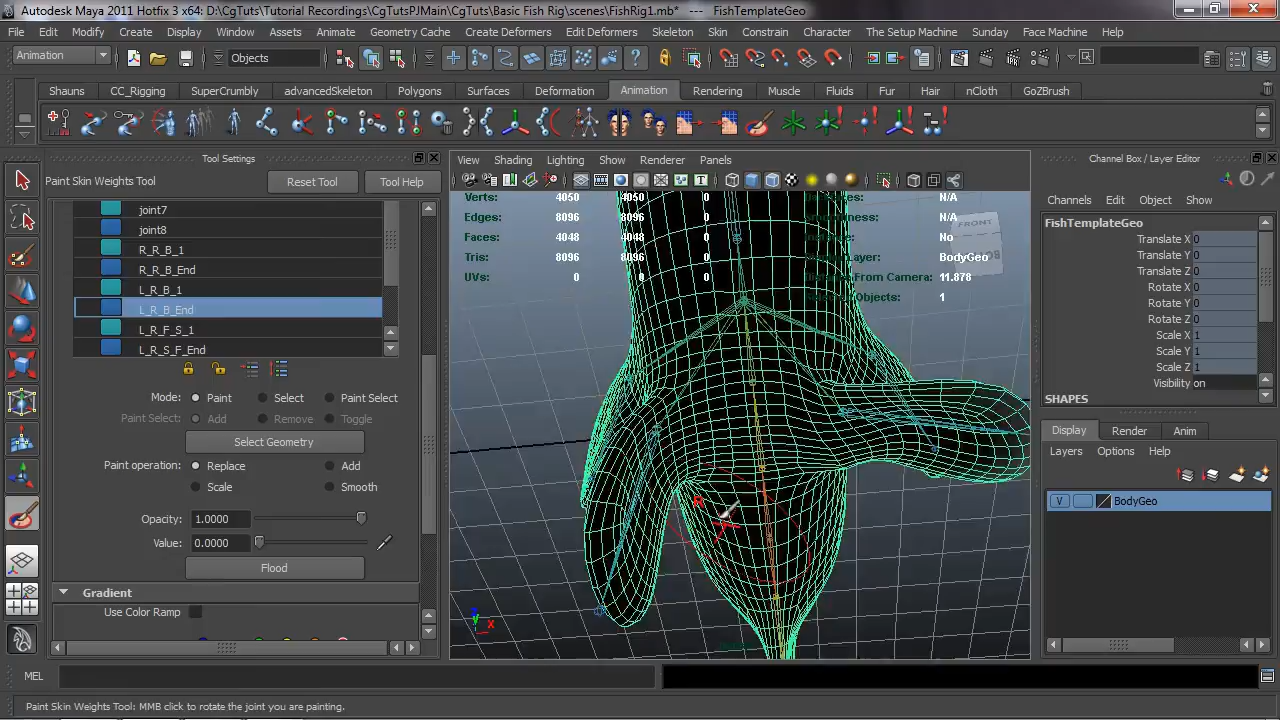 Autodesk Maya 2011 Hotfix 3 x64: D:\CgTuts\Tutorial Recordings\CgTutsPJMain\CgTuts\Basic Fish Rig\scenes\FishRig1.mb* --- FishTemplateGeo
File Edit Modify Create Display Window Assets Animate Geometry Cache Create Deformers Edit Deformers Skeleton Skin Constrain Character The Setup Machine Sunday Face Machine Help
Animation Objects
Shauns CC_Rigging SuperCrumbly advancedSkeleton Polygons Surfaces Deformation Animation Rendering Muscle Fluids Fur Hair nCloth GoZBrush
Tool Settings
Paint Skin Weights Tool Reset Tool Tool Help
joint7
joint8
R_R_B_1
R_R_B_End
L_R_B_1
L_R_B_End
L_R_F_S_1
L_R_S_F_End
Mode: Paint Select Paint Select
Paint Select: Add Remove Toggle
Select Geometry
Paint operation: Replace Add
Scale Smooth
Opacity: 1.0000
Value: 0.0000
Flood
Gradient
Use Color Ramp
View Shading Lighting Show Renderer Panels
Verts: 4050 4050 0
Edges: 8096 8096 0
Faces: 4048 4048 0
Tris: 8096 8096 0
UVs: 0 0 0
N/A
N/A
No
BodyGeo
Distance From Camera: 11.878
Objects: 1
FRONT
R
Z
Y
X
Channel Box / Layer Editor
Channels Edit Object Show
FishTemplateGeo
Translate X 0
Translate Y 0
Translate Z 0
Rotate X 0
Rotate Y 0
Rotate Z 0
Scale X 1
Scale Y 1
Scale Z 1
Visibility on
SHAPES
Display Render Anim
Layers Options Help
V BodyGeo
MEL
Paint Skin Weights Tool: MMB click to rotate the joint you are painting.